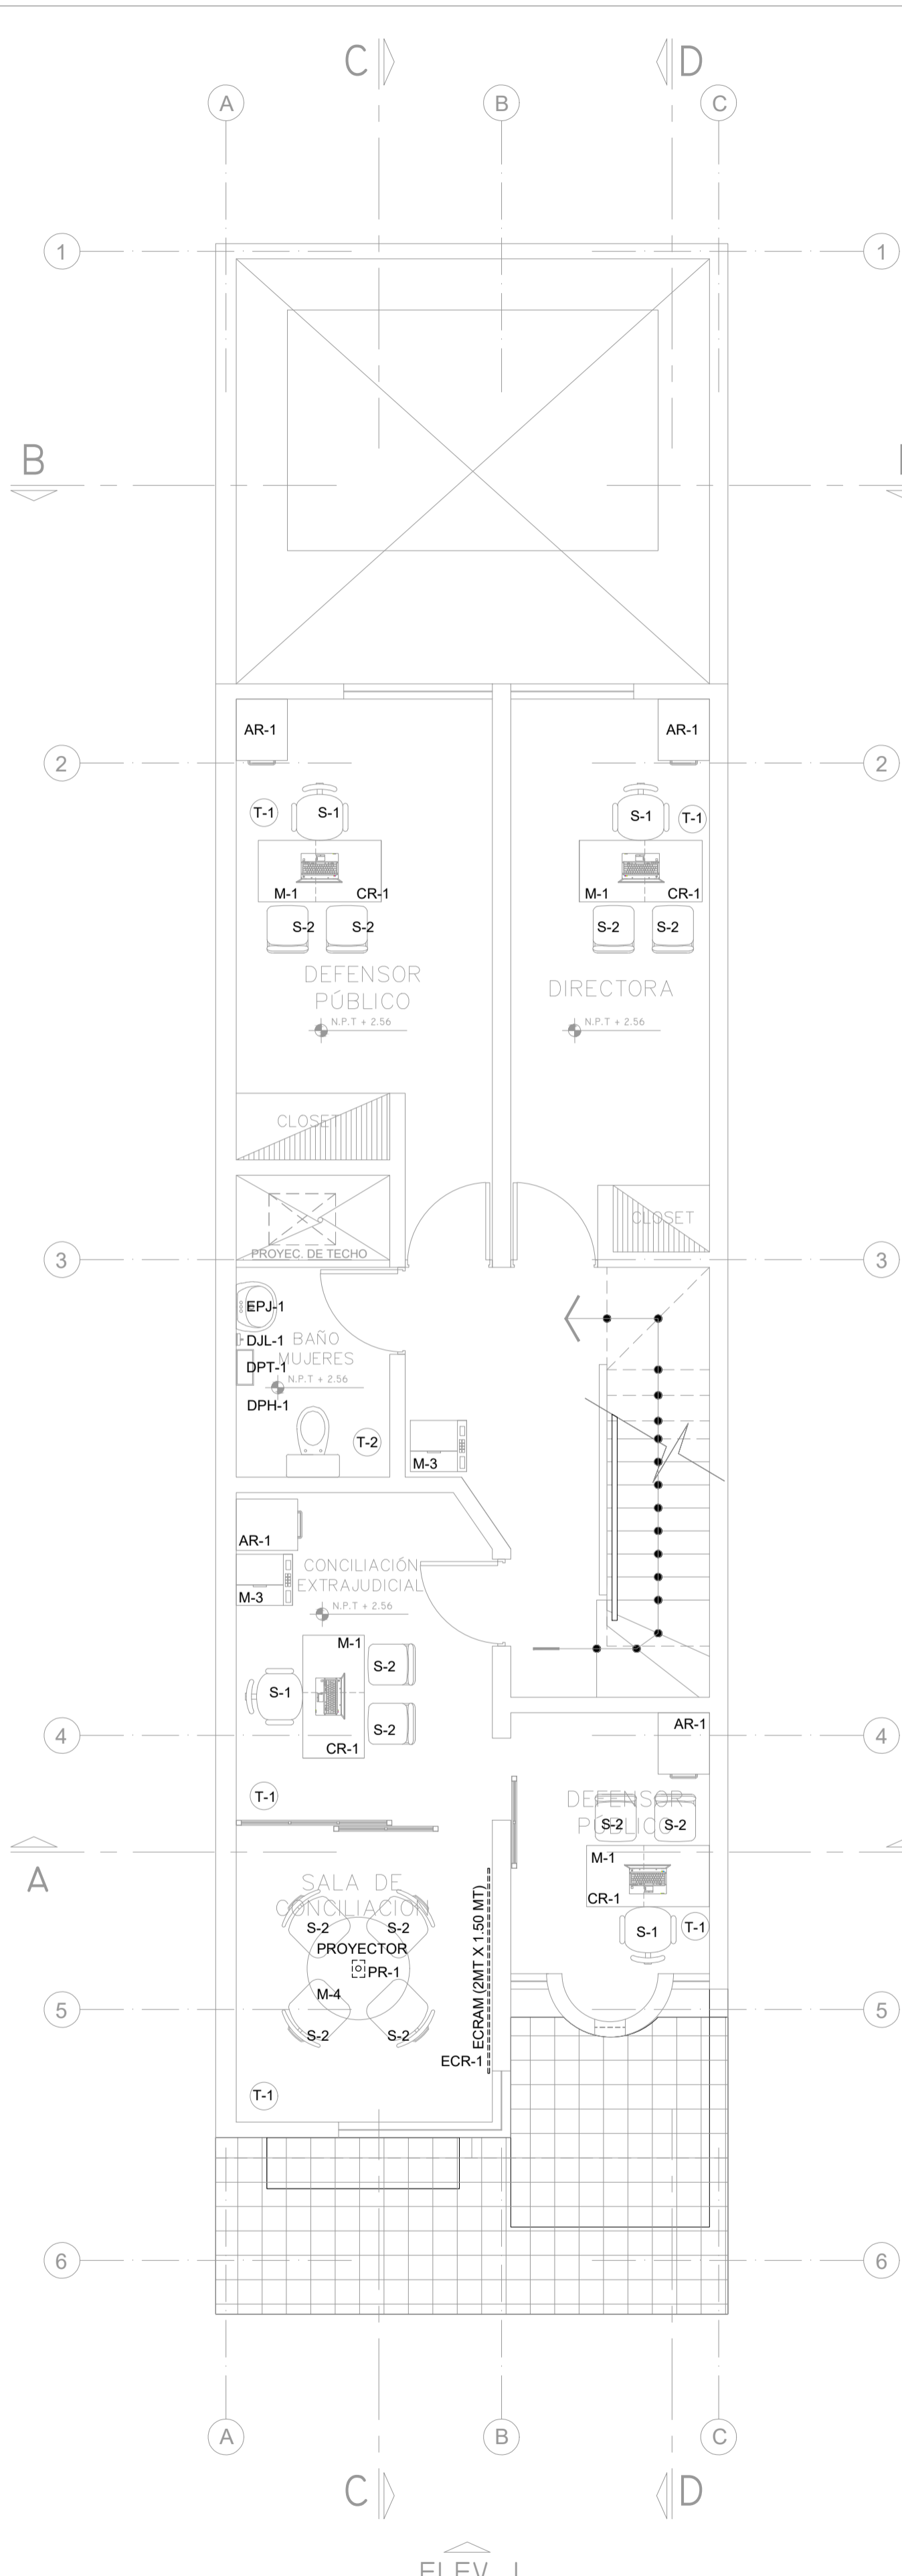 C
D
A
B
C
1
1
B
AR-1
AR-1
2
2
T-1
S-1
S-1
T-1
M-1
CR-1
M-1
CR-1
S-2
S-2
S-2
S-2
DEFENSOR
PÚBLICO
N.P.T + 2.56
DIRECTORA
N.P.T + 2.56
CLOSET
CLOSET
PROYEC. DE TECHO
3
3
EPJ-1
DJL-1
BAÑO
MUJERES
DPT-1
N.P.T + 2.56
DPH-1
T-2
M-3
AR-1
M-3
CONCILIACIÓN
EXTRAJUDICIAL
N.P.T + 2.56
M-1
S-2
S-1
S-2
CR-1
4
4
AR-1
T-1
DEFENSOR
PÚBLICO
S-2
S-2
M-1
CR-1
S-1
T-1
A
SALA DE
CONCILIACIÓN
S-2
S-2
PROYECTOR
PR-1
M-4
S-2
S-2
ECRAM (2MT X 1.50 MT)
ECR-1
5
5
T-1
6
6
A
B
C
C
D